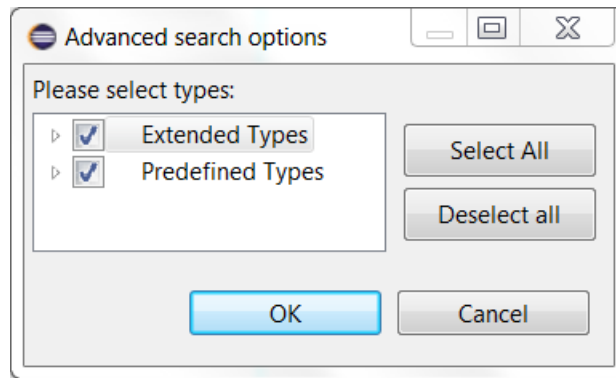 Advanced search options
Please select types:
Extended Types
Predefined Types
Select All
Deselect all
OK
Cancel